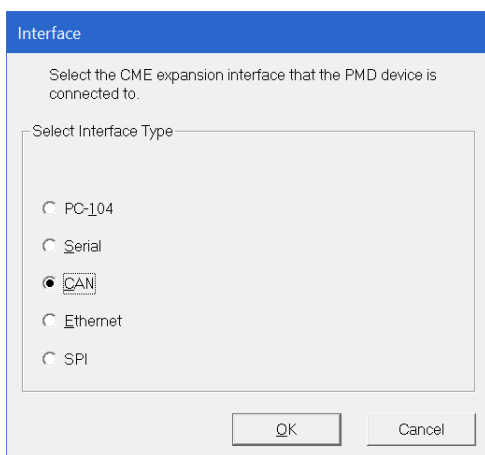 Interface
Select the CME expansion interface that the PMD device is
connected to.
Select Interface Type
PC-104
Serial
CAN
Ethernet
SPI
OK
Cancel